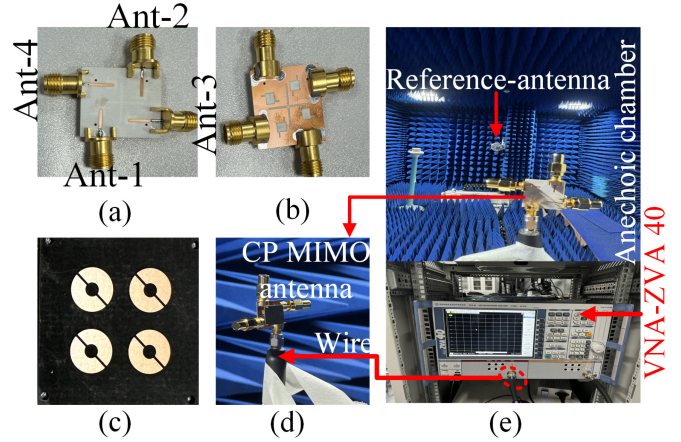 Ant-4
Ant-2
Ant-1
(a)
Ant-3
(b)
(c)
CP MIMO
antenna
Wire
(d)
Reference-antenna
Anechoic chamber
VNA-ZVA 40
(e)